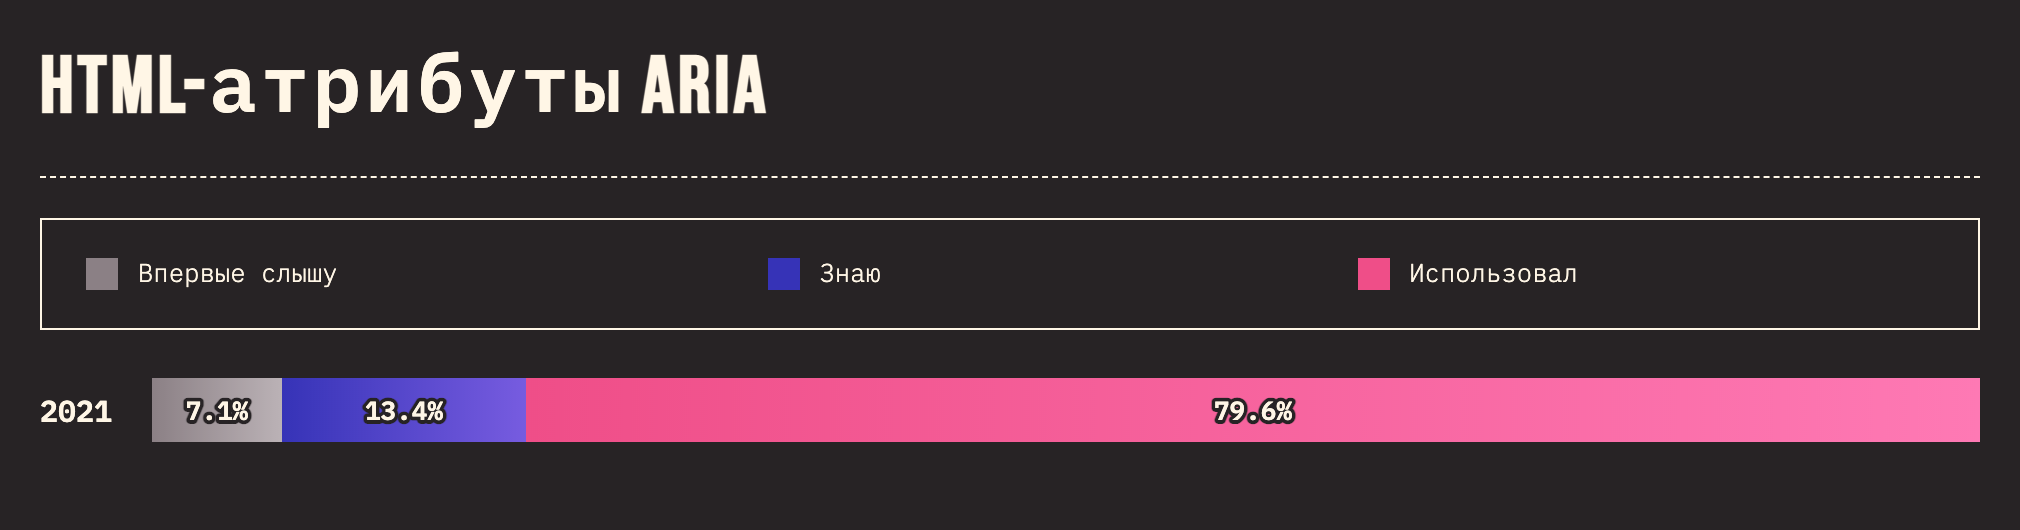 HTML-атрибуты ARIA
Впервые слышу Знаю Использовал
2021 7.1% 13.4% 79.6%